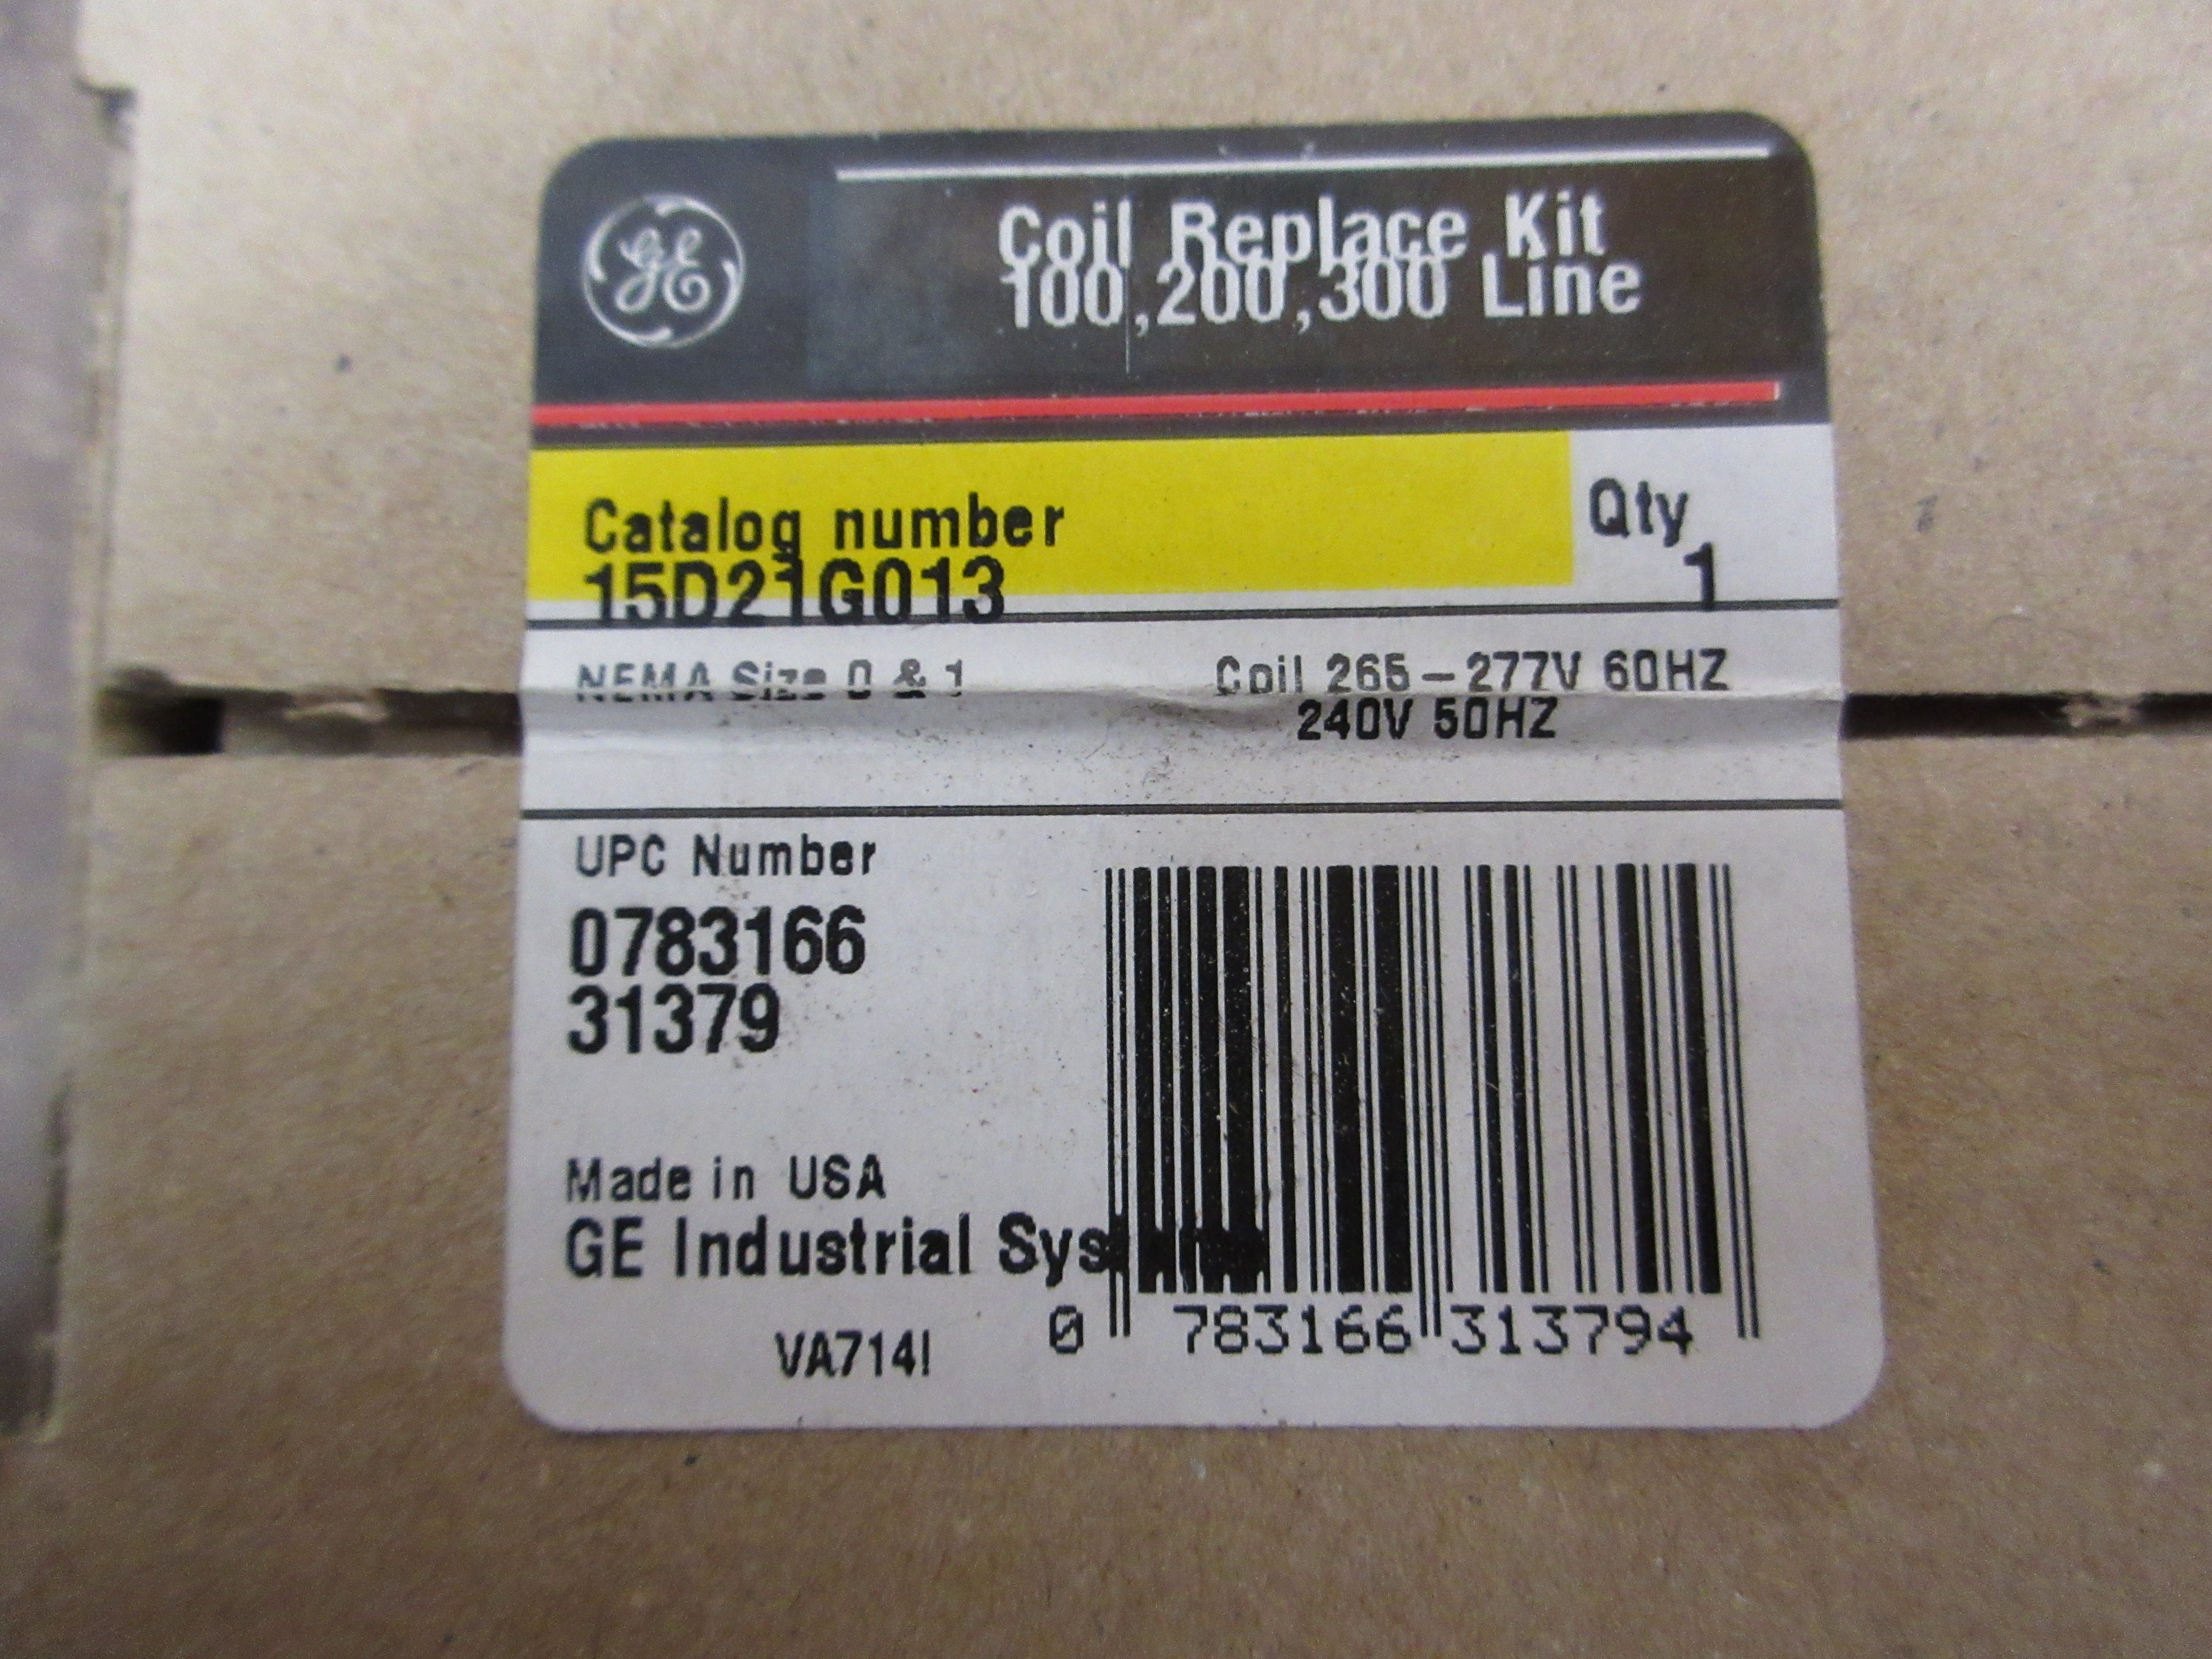 GE
Coil Replace Kit
100,200,300 Line
Catalog number
15D21G013
Qty
1
NEMA Size 0 & 1
Coil 265-277V 60HZ
240V 50HZ
UPC Number
0783166
31379
Made in USA
GE Industrial Systems
VA714I
0 783166 313794